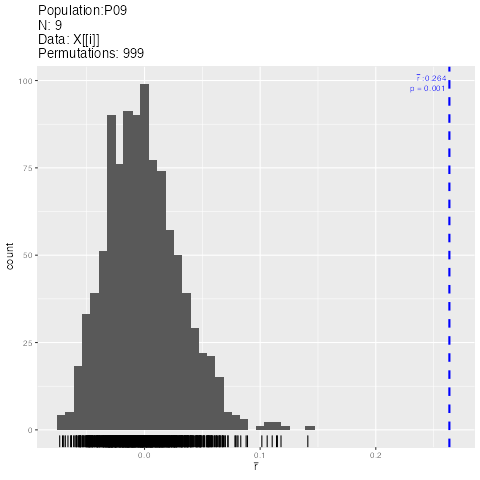 Population:P09
N: 9
Data: X[[i]]
Permutations: 999
r̄ :0.264
p = 0.001
100
75
50
25
0
count
0.0
0.1
0.2
r̄